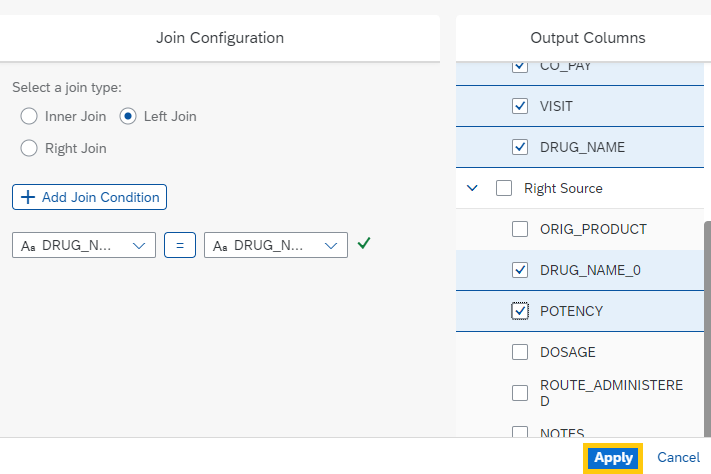 Join Configuration
Select a join type:
Inner Join
Left Join
Right Join
+ Add Join Condition
Aa DRUG_N...
=
Aa DRUG_N...
Output Columns
CO_PAY
VISIT
DRUG_NAME
Right Source
ORIG_PRODUCT
DRUG_NAME_0
POTENCY
DOSAGE
ROUTE_ADMINISTERE
D
NOTES
Apply
Cancel